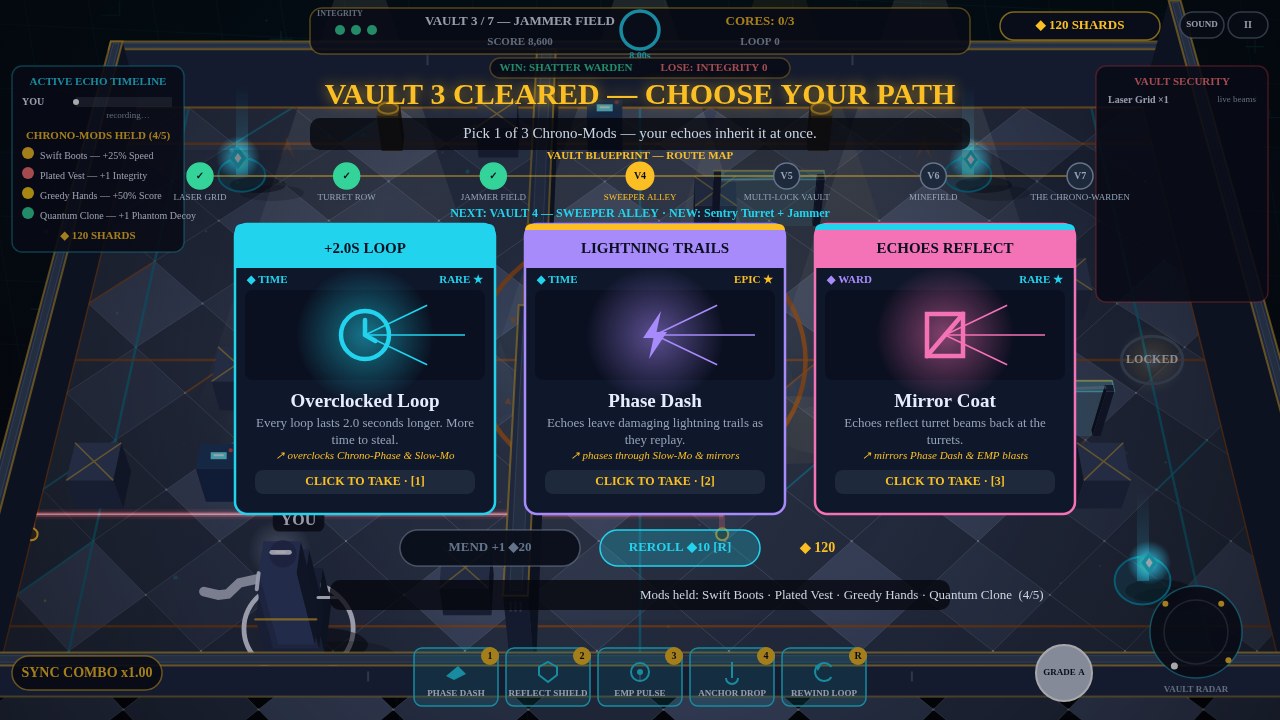 INTEGRITY
VAULT 3 / 7 — JAMMER FIELD
CORES: 0/3
SCORE 8,600
LOOP 0
8.00s
◆ 120 SHARDS
SOUND
II
WIN: SHATTER WARDEN
LOSE: INTEGRITY 0
ACTIVE ECHO TIMELINE
YOU
recording…
CHRONO-MODS HELD (4/5)
Swift Boots — +25% Speed
Plated Vest — +1 Integrity
Greedy Hands — +50% Score
Quantum Clone — +1 Phantom Decoy
◆ 120 SHARDS
VAULT SECURITY
Laser Grid ×1
live beams
VAULT 3 CLEARED — CHOOSE YOUR PATH
Pick 1 of 3 Chrono-Mods — your echoes inherit it at once.
VAULT BLUEPRINT — ROUTE MAP
✓ ✓ ✓ V4 V5 V6 V7
LASER GRID
TURRET ROW
JAMMER FIELD
SWEEPER ALLEY
MULTI-LOCK VAULT
MINEFIELD
THE CHRONO-WARDEN
NEXT: VAULT 4 — SWEEPER ALLEY · NEW: Sentry Turret + Jammer
+2.0S LOOP
◆ TIME
RARE ★
Overclocked Loop
Every loop lasts 2.0 seconds longer. More
time to steal.
↗ overclocks Chrono-Phase & Slow-Mo
CLICK TO TAKE · [1]
LIGHTNING TRAILS
◆ TIME
EPIC ★
Phase Dash
Echoes leave damaging lightning trails as
they replay.
↗ phases through Slow-Mo & mirrors
CLICK TO TAKE · [2]
ECHOES REFLECT
◆ WARD
RARE ★
Mirror Coat
Echoes reflect turret beams back at the
turrets.
↗ mirrors Phase Dash & EMP blasts
CLICK TO TAKE · [3]
LOCKED
YOU
MEND +1 ◆20
REROLL ◆10 [R]
◆ 120
Mods held: Swift Boots · Plated Vest · Greedy Hands · Quantum Clone (4/5)
SYNC COMBO x1.00
1
PHASE DASH
2
REFLECT SHIELD
3
EMP PULSE
4
ANCHOR DROP
R
REWIND LOOP
GRADE A
VAULT RADAR